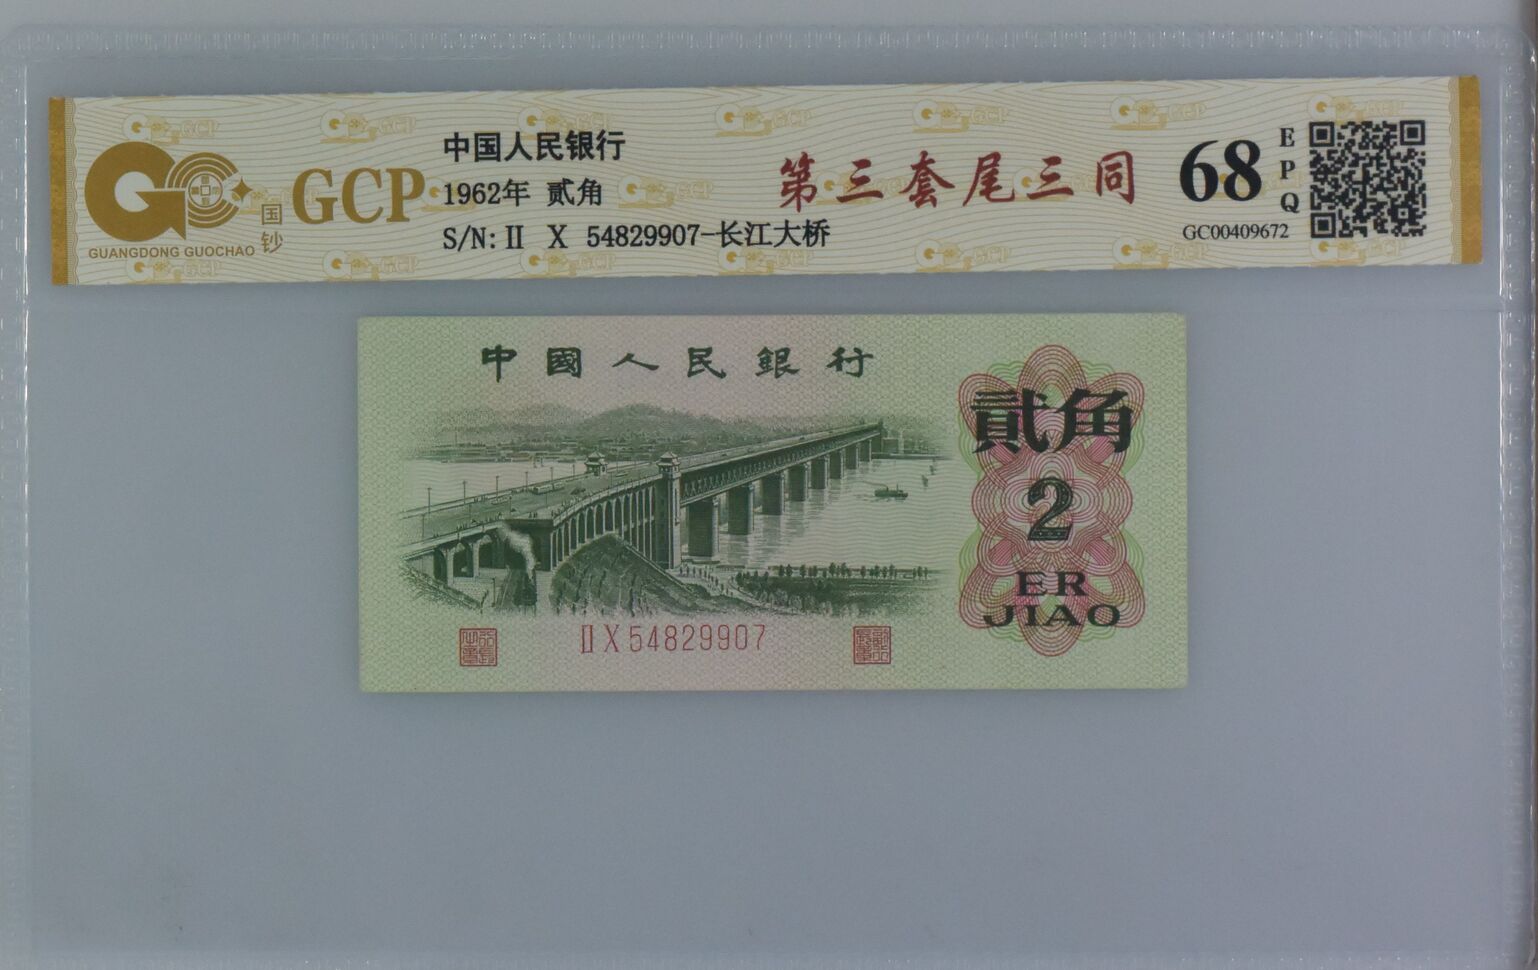 中国人民银行
1962年 贰角
S/N: II X 54829907-长江大桥
GCP
国钞
GUANGDONG GUOCHAO
第三套尾三同
68
EPQ
GC00409672
中國人民銀行
貳角
2
ER
JIAO
II X 54829907